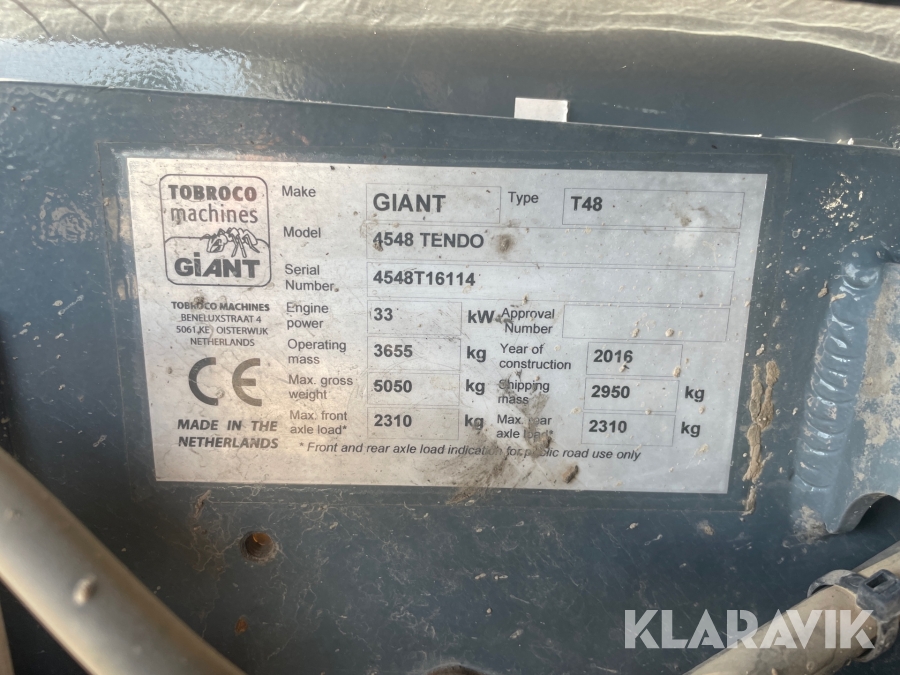 TOBROCO
machines
GiANT
TOBROCO MACHINES
BENELUXSTRAAT 4
5061 KE OISTERWIJK
NETHERLANDS
CE
MADE IN THE
NETHERLANDS
Make GIANT Type T48
Model 4548 TENDO
Serial
Number 4548T16114
Engine
power 33 kW Approval
Number
Operating
mass 3655 kg Year of
construction 2016
Max. gross
weight 5050 kg Shipping
mass 2950 kg
Max. front
axle load* 2310 kg Max. rear
axle load* 2310 kg
* Front and rear axle load indication for public road use only
KLARAVIK